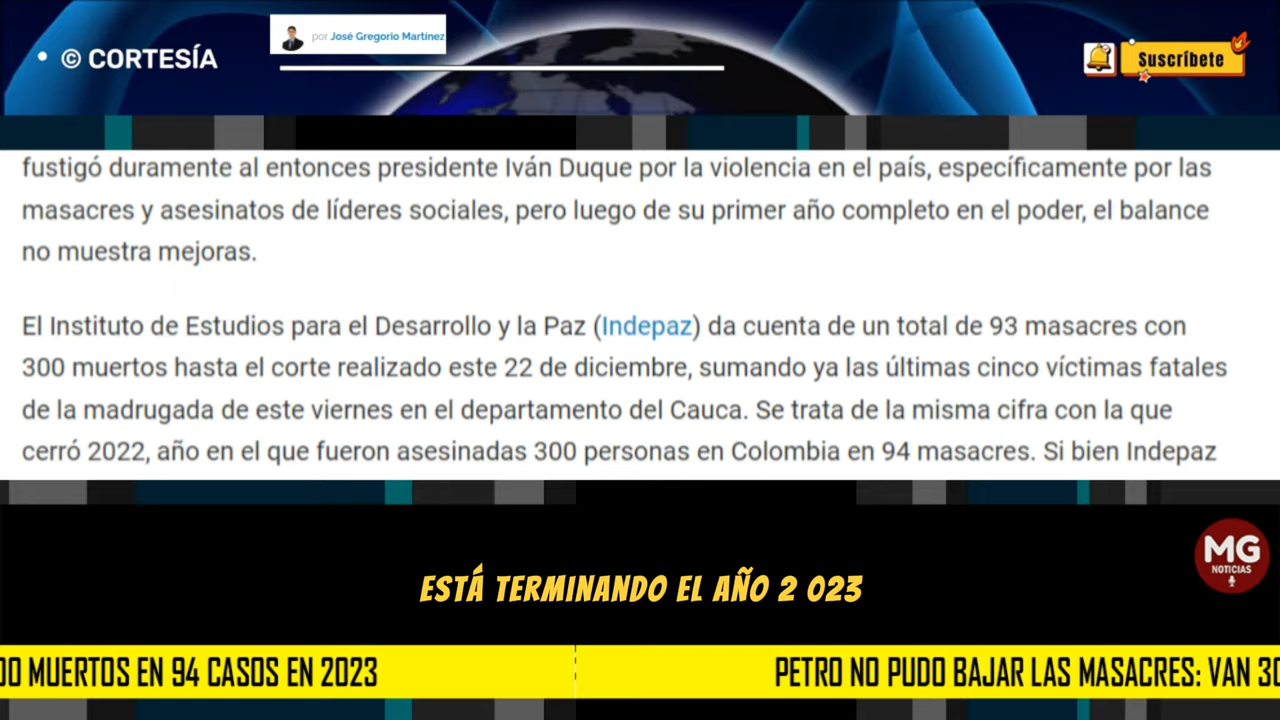 © CORTESÍA
por José Gregorio Martínez
Suscríbete
fustigó duramente al entonces presidente Iván Duque por la violencia en el país, específicamente por las
masacres y asesinatos de líderes sociales, pero luego de su primer año completo en el poder, el balance
no muestra mejoras.
El Instituto de Estudios para el Desarrollo y la Paz (Indepaz) da cuenta de un total de 93 masacres con
300 muertos hasta el corte realizado este 22 de diciembre, sumando ya las últimas cinco víctimas fatales
de la madrugada de este viernes en el departamento del Cauca. Se trata de la misma cifra con la que
cerró 2022, año en el que fueron asesinadas 300 personas en Colombia en 94 masacres. Si bien Indepaz
MG
NOTICIAS
ESTÁ TERMINANDO EL AÑO 2 023
00 MUERTOS EN 94 CASOS EN 2023
PETRO NO PUDO BAJAR LAS MASACRES: VAN 30